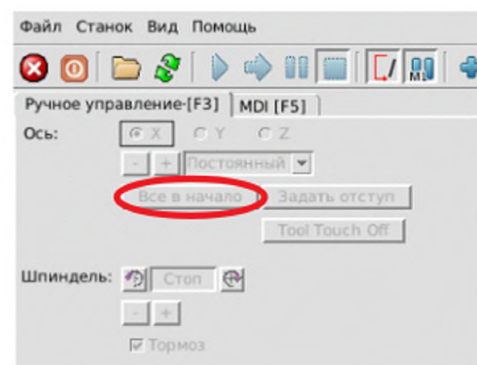 Файл Станок Вид Помощь
M1
Ручное управление-[F3] MDI [F5]
Ось: X Y Z
- + Постоянный
Все в начало Задать отступ
Tool Touch Off
Шпиндель: Стоп
- +
Тормоз